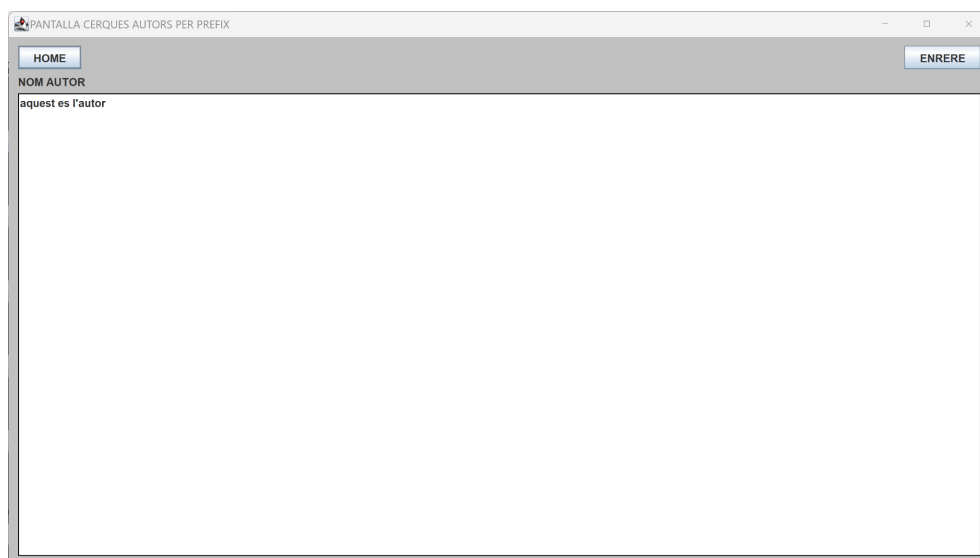 PANTALLA CERQUES AUTORS PER PREFIX
HOME
ENRERE
NOM AUTOR
aquest es l'autor